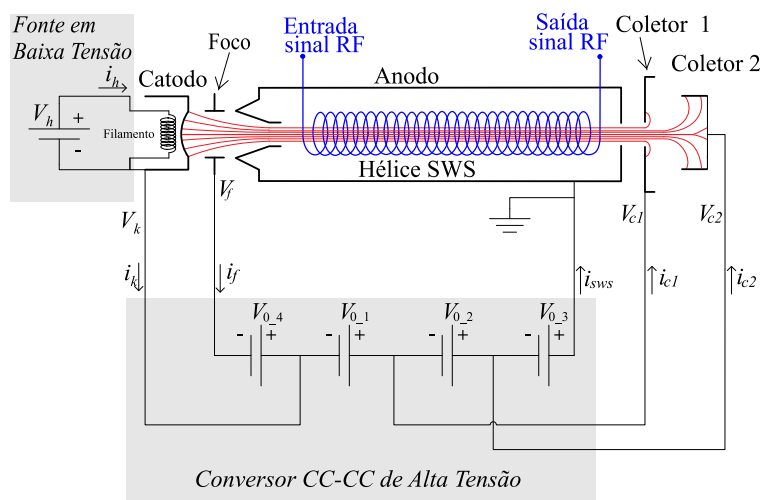 Fonte em
Baixa Tensão
Foco
Entrada
sinal RF
Saída
sinal RF
Coletor 1
Coletor 2
i_h
Catodo
Anodo
V_h
+
-
Filamento
Hélice SWS
V_k
V_f
V_c1
V_c2
i_k
i_f
i_sws
i_c1
i_c2
V_0_4
V_0_1
V_0_2
V_0_3
- +
- +
- +
- +
Conversor CC-CC de Alta Tensão